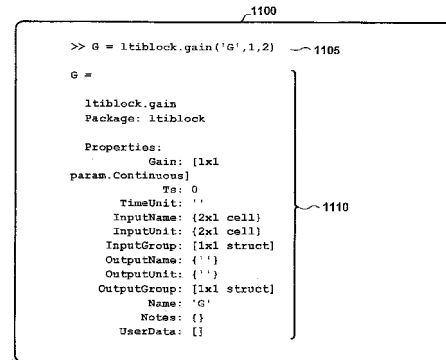 1100
>> G = ltiblock.gain('G',1,2) 1105
G =
ltiblock.gain
Package: ltiblock
Properties:
Gain: [1x1
param.Continuous]
Ts: 0
TimeUnit: ''
InputName: {2x1 cell}
1110
InputUnit: {2x1 cell}
InputGroup: [1x1 struct]
OutputName: {''}
OutputUnit: {''}
OutputGroup: [1x1 struct]
Name: 'G'
Notes: {}
UserData: []